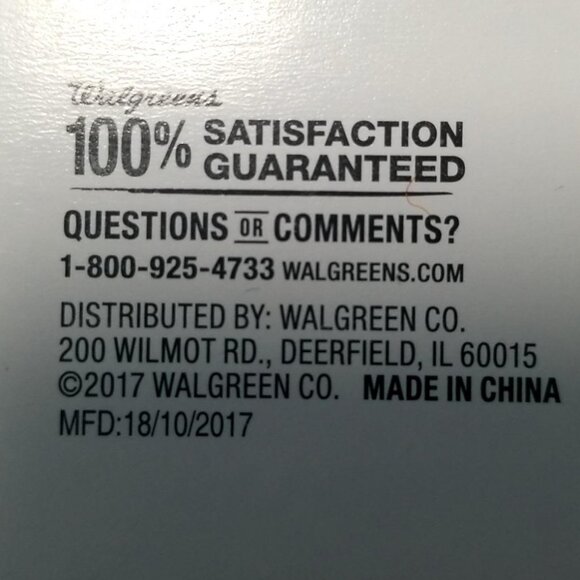 Walgreens
100% SATISFACTION
GUARANTEED
QUESTIONS OR COMMENTS?
1-800-925-4733 WALGREENS.COM
DISTRIBUTED BY: WALGREEN CO.
200 WILMOT RD., DEERFIELD, IL 60015
©2017 WALGREEN CO. MADE IN CHINA
MFD:18/10/2017